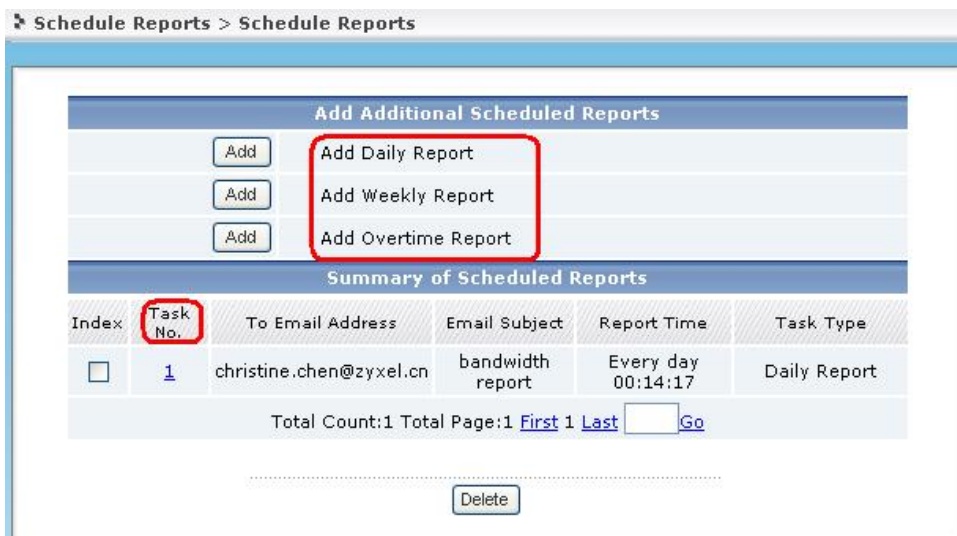 Schedule Reports > Schedule Reports
Add Additional Scheduled Reports
Add Add Daily Report
Add Add Weekly Report
Add Add Overtime Report
Summary of Scheduled Reports
Index Task No. To Email Address Email Subject Report Time Task Type
1 christine.chen@zyxel.cn bandwidth report Every day 00:14:17 Daily Report
Total Count:1 Total Page:1 First 1 Last Go
Delete